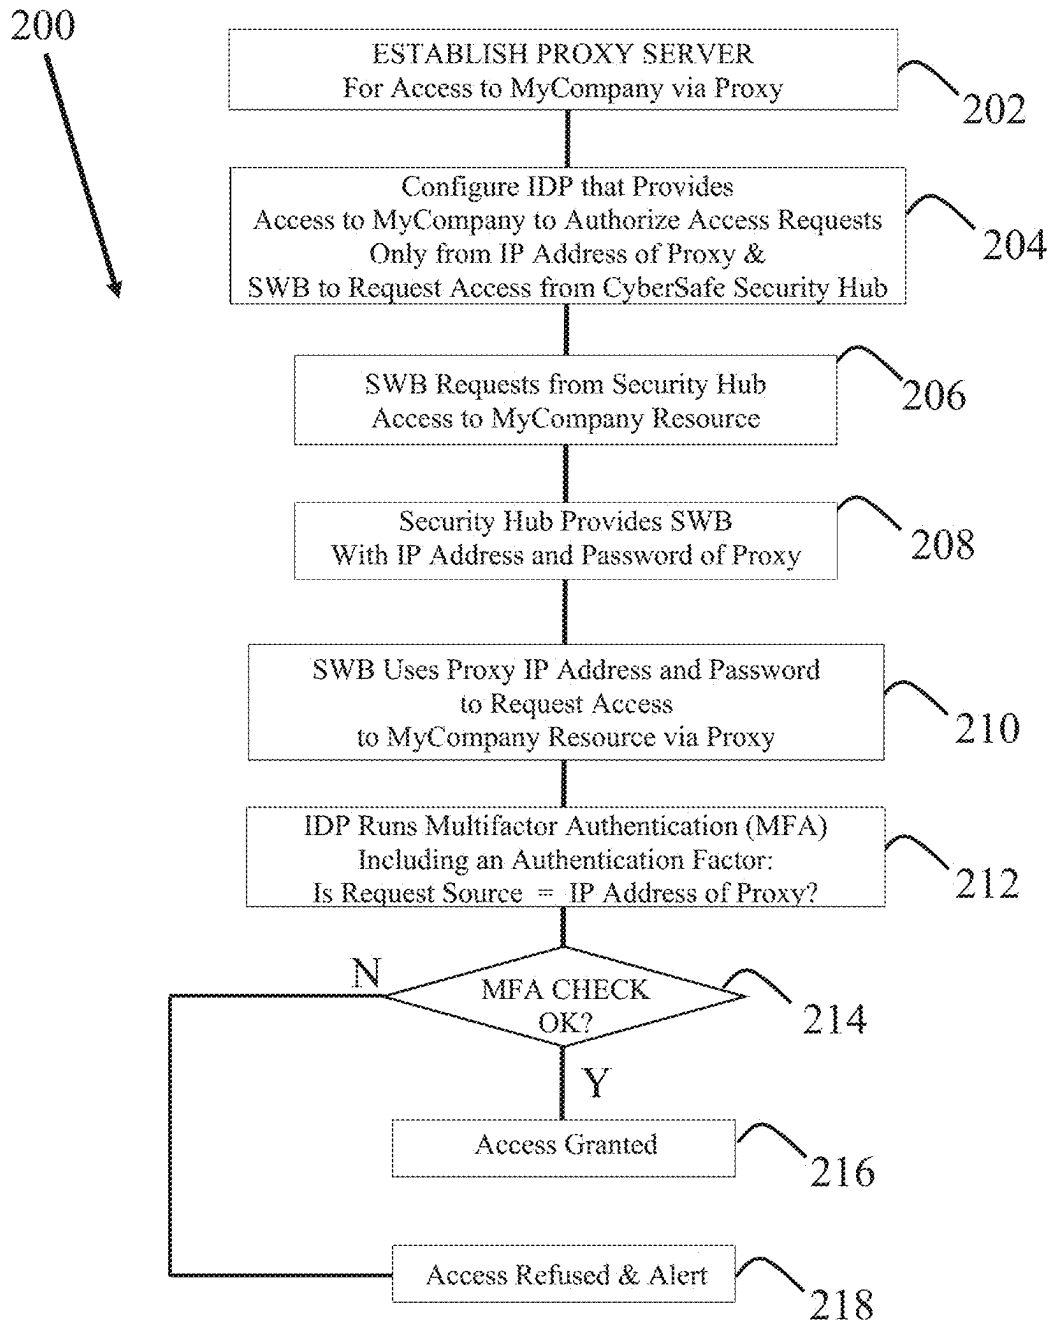 200
ESTABLISH PROXY SERVER
For Access to MyCompany via Proxy
202
Configure IDP that Provides
Access to MyCompany to Authorize Access Requests
Only from IP Address of Proxy &
SWB to Request Access from CyberSafe Security Hub
204
SWB Requests from Security Hub
Access to MyCompany Resource
206
Security Hub Provides SWB
With IP Address and Password of Proxy
208
SWB Uses Proxy IP Address and Password
to Request Access
to MyCompany Resource via Proxy
210
IDP Runs Multifactor Authentication (MFA)
Including an Authentication Factor:
Is Request Source = IP Address of Proxy?
212
N
MFA CHECK
OK?
214
Y
Access Granted
216
Access Refused & Alert
218